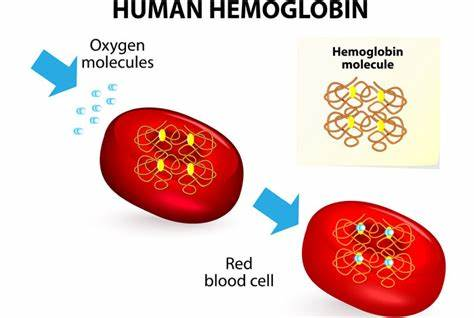 HUMAN HEMOGLOBIN
Oxygen
molecules
Hemoglobin
molecule
Red
blood cell